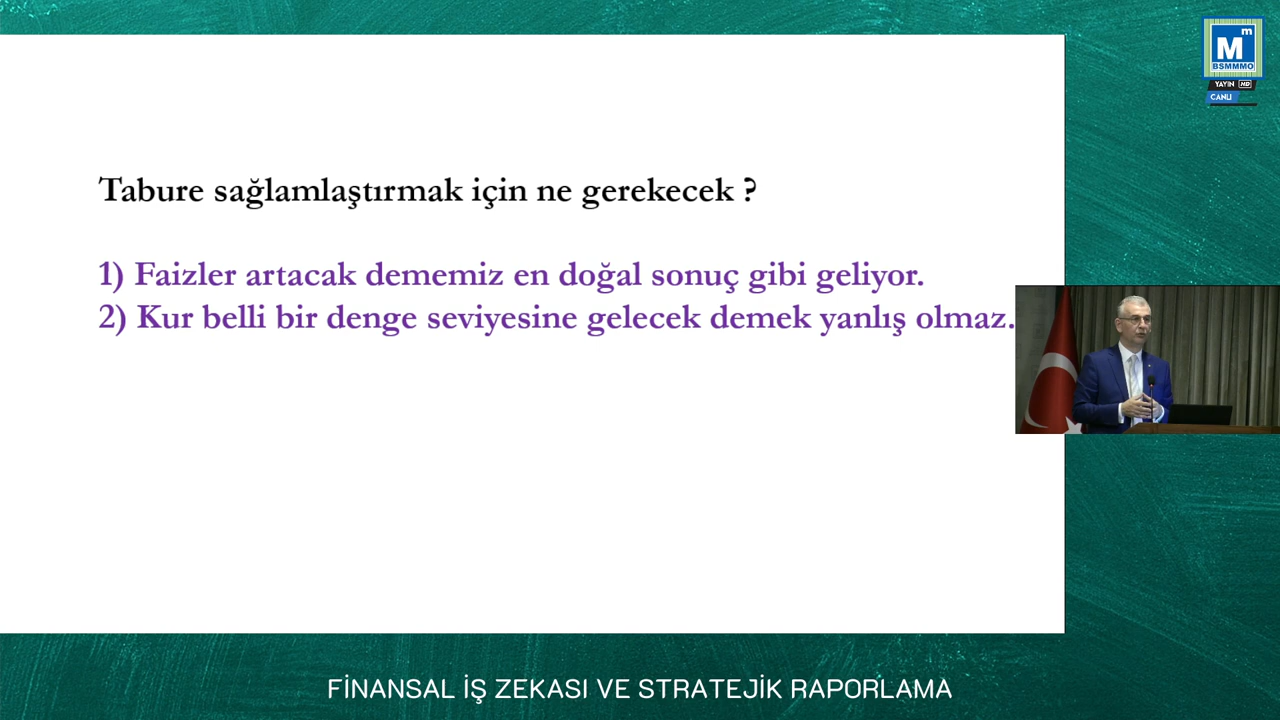 Mm
BSMMMO
YAYIN HD
CANLI
Tabure sağlamlaştırmak için ne gerekecek ?
1) Faizler artacak dememiz en doğal sonuç gibi geliyor.
2) Kur belli bir denge seviyesine gelecek demek yanlış olmaz.
FİNANSAL İŞ ZEKASI VE STRATEJİK RAPORLAMA